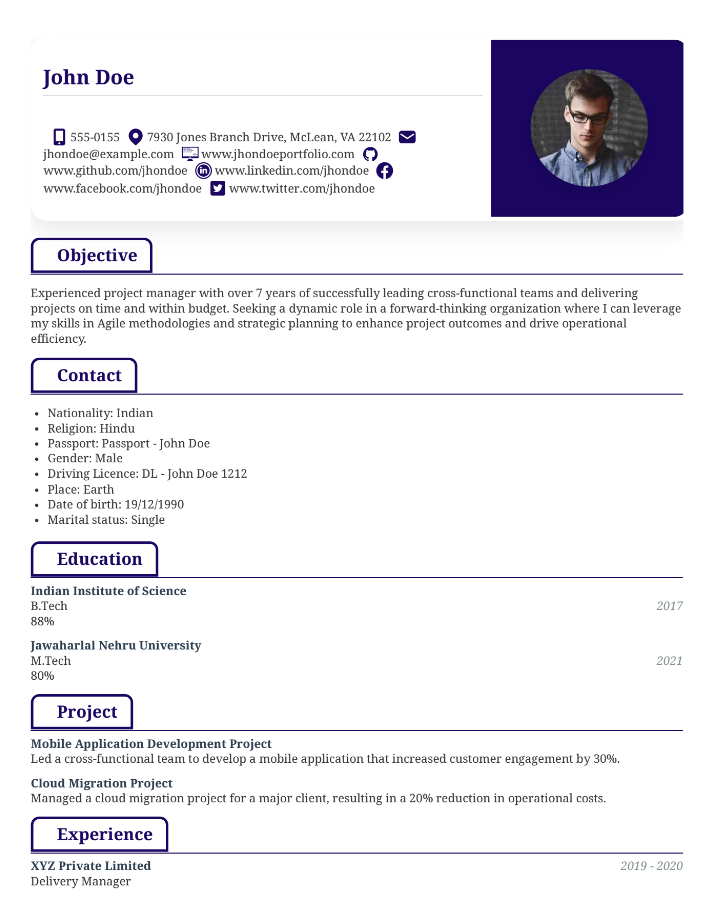 John Doe
555-0155 7930 Jones Branch Drive, McLean, VA 22102
jhondoe@example.com www.jhondoeportfolio.com
www.github.com/jhondoe www.linkedin.com/jhondoe
www.facebook.com/jhondoe www.twitter.com/jhondoe
Objective
Experienced project manager with over 7 years of successfully leading cross-functional teams and delivering
projects on time and within budget. Seeking a dynamic role in a forward-thinking organization where I can leverage
my skills in Agile methodologies and strategic planning to enhance project outcomes and drive operational
efficiency.
Contact
• Nationality: Indian
• Religion: Hindu
• Passport: Passport - John Doe
• Gender: Male
• Driving Licence: DL - John Doe 1212
• Place: Earth
• Date of birth: 19/12/1990
• Marital status: Single
Education
Indian Institute of Science
B.Tech 2017
88%
Jawaharlal Nehru University
M.Tech 2021
80%
Project
Mobile Application Development Project
Led a cross-functional team to develop a mobile application that increased customer engagement by 30%.
Cloud Migration Project
Managed a cloud migration project for a major client, resulting in a 20% reduction in operational costs.
Experience
XYZ Private Limited 2019 - 2020
Delivery Manager